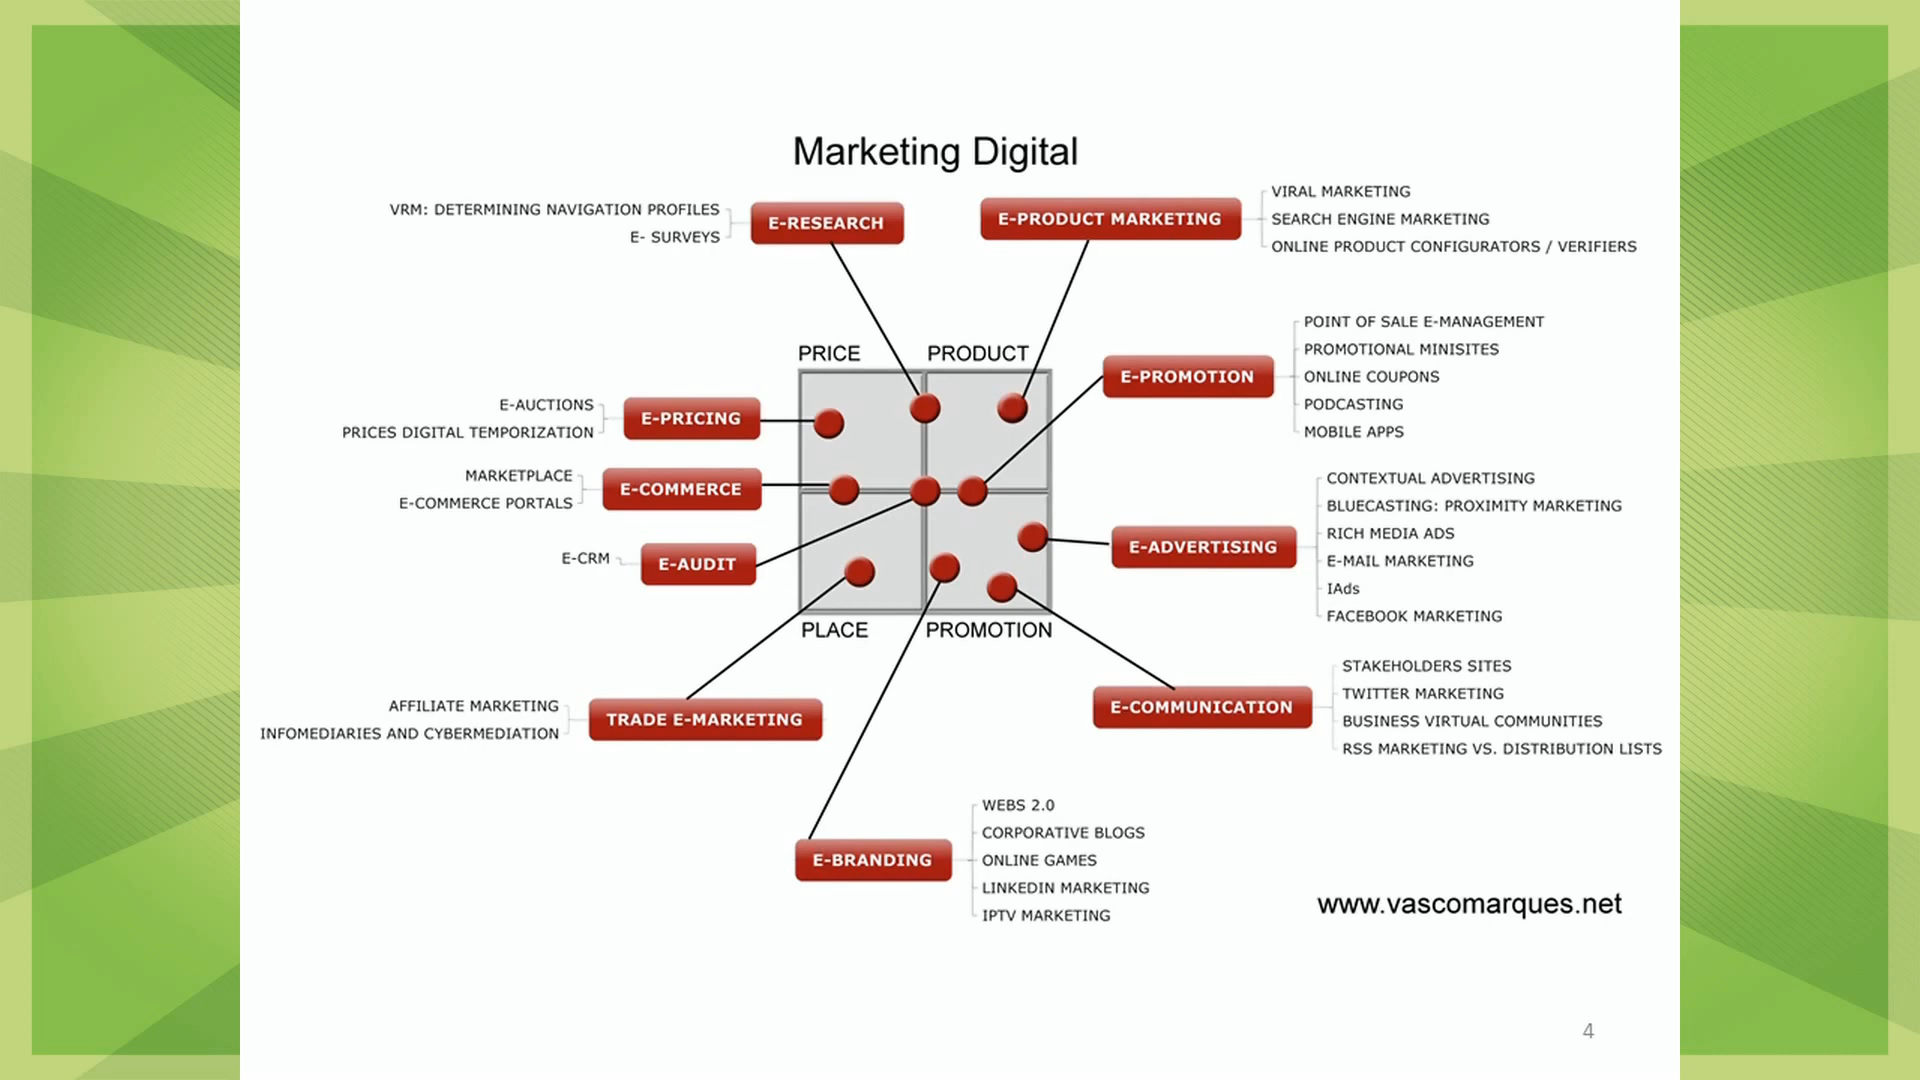 Marketing Digital
VRM: DETERMINING NAVIGATION PROFILES
E- SURVEYS
E-RESEARCH
E-PRODUCT MARKETING
VIRAL MARKETING
SEARCH ENGINE MARKETING
ONLINE PRODUCT CONFIGURATORS / VERIFIERS
PRICE
PRODUCT
E-PROMOTION
POINT OF SALE E-MANAGEMENT
PROMOTIONAL MINISITES
ONLINE COUPONS
PODCASTING
MOBILE APPS
E-AUCTIONS
PRICES DIGITAL TEMPORIZATION
E-PRICING
MARKETPLACE
E-COMMERCE PORTALS
E-COMMERCE
E-CRM
E-AUDIT
E-ADVERTISING
CONTEXTUAL ADVERTISING
BLUECASTING: PROXIMITY MARKETING
RICH MEDIA ADS
E-MAIL MARKETING
IAds
FACEBOOK MARKETING
PLACE
PROMOTION
AFFILIATE MARKETING
INFOMEDIARIES AND CYBERMEDIATION
TRADE E-MARKETING
E-COMMUNICATION
STAKEHOLDERS SITES
TWITTER MARKETING
BUSINESS VIRTUAL COMMUNITIES
RSS MARKETING VS. DISTRIBUTION LISTS
E-BRANDING
WEBS 2.0
CORPORATIVE BLOGS
ONLINE GAMES
LINKEDIN MARKETING
IPTV MARKETING
www.vascomarques.net
4